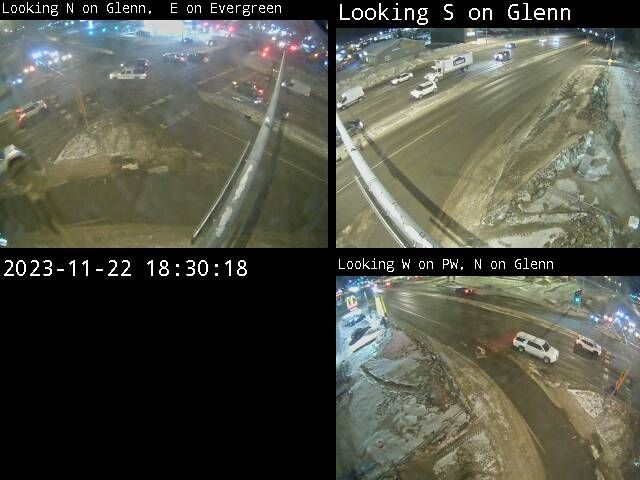 Looking N on Glenn,  E on Evergreen
Looking S on Glenn
2023-11-22 18:30:18
Looking W on PW, N on Glenn